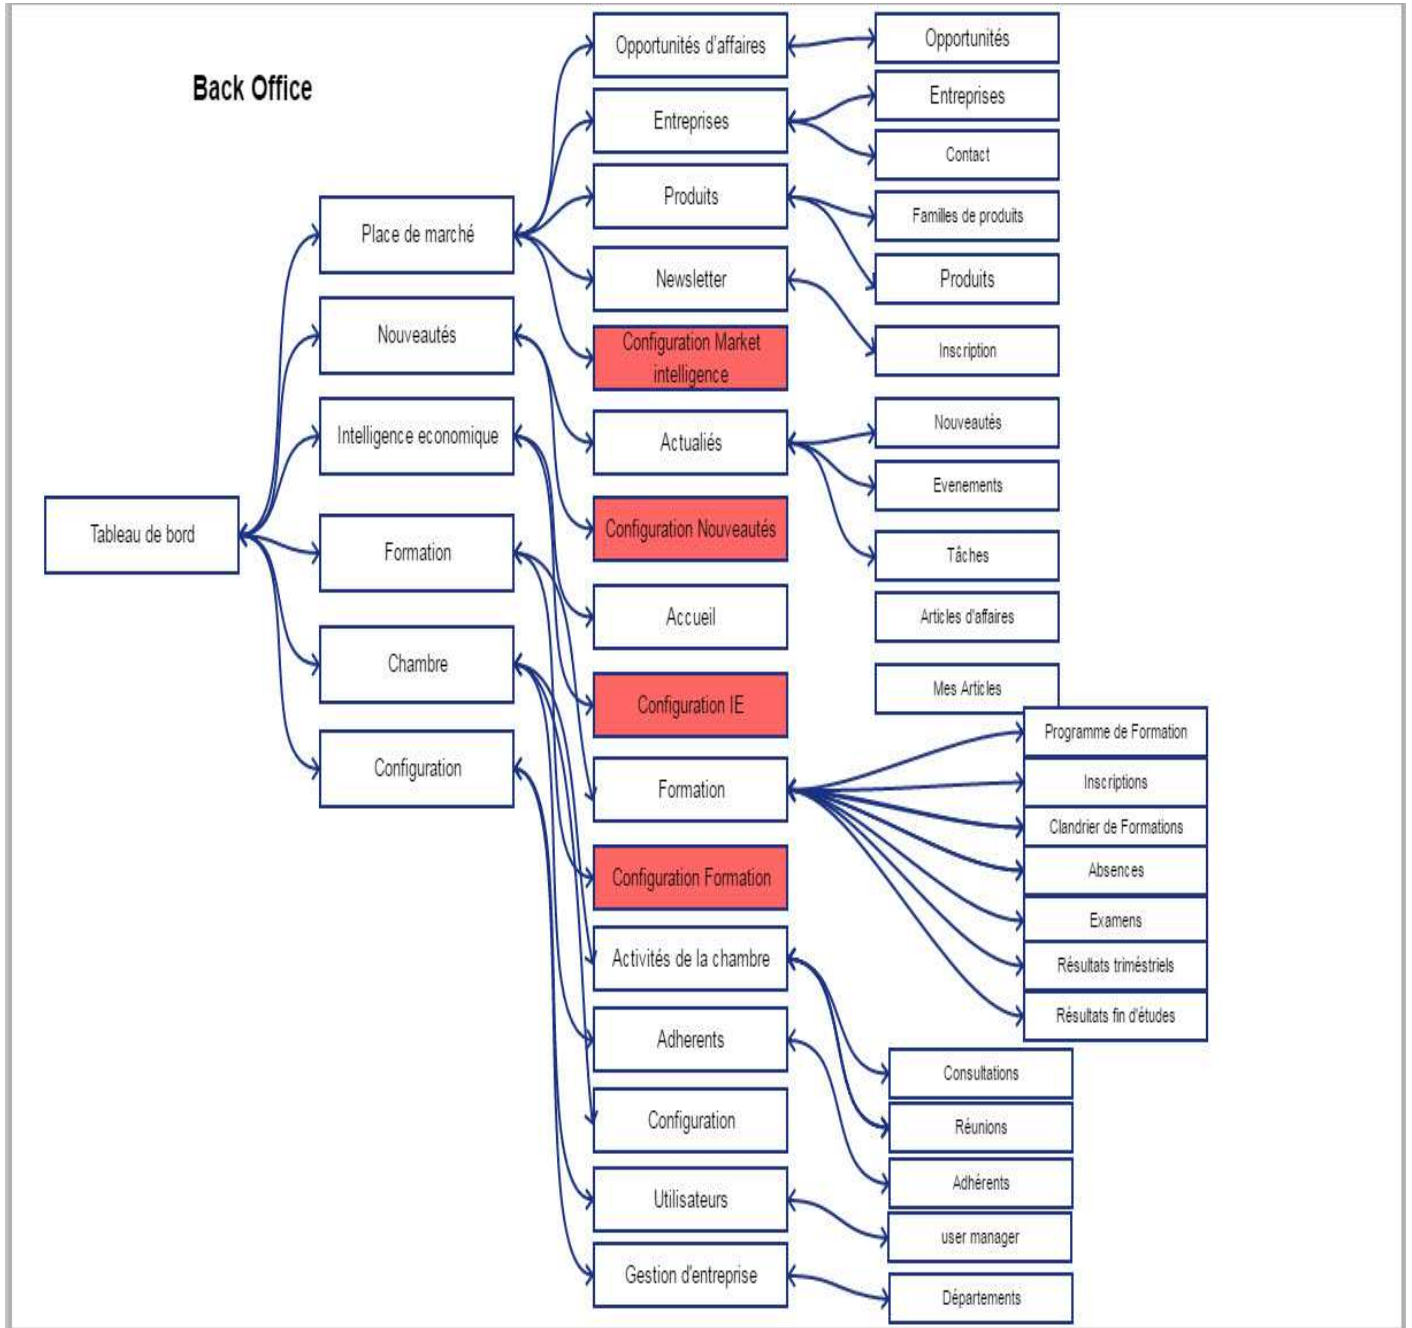 Back Office
Tableau de bord
Place de marché
Nouveautés
Intelligence economique
Formation
Chambre
Configuration
Opportunités d'affaires
Entreprises
Produits
Newsletter
Configuration Market
intelligence
Actualiés
Configuration Nouveautés
Accueil
Configuration IE
Formation
Configuration Formation
Activités de la chambre
Adherents
Configuration
Utilisateurs
Gestion d'entreprise
Opportunités
Entreprises
Contact
Familles de produits
Produits
Inscription
Nouveautés
Evenements
Tâches
Articles d'affaires
Mes Articles
Programme de Formation
Inscriptions
Clandrier de Formations
Absences
Examens
Résultats triméstriels
Résultats fin d'études
Consultations
Réunions
Adhérents
user manager
Départements